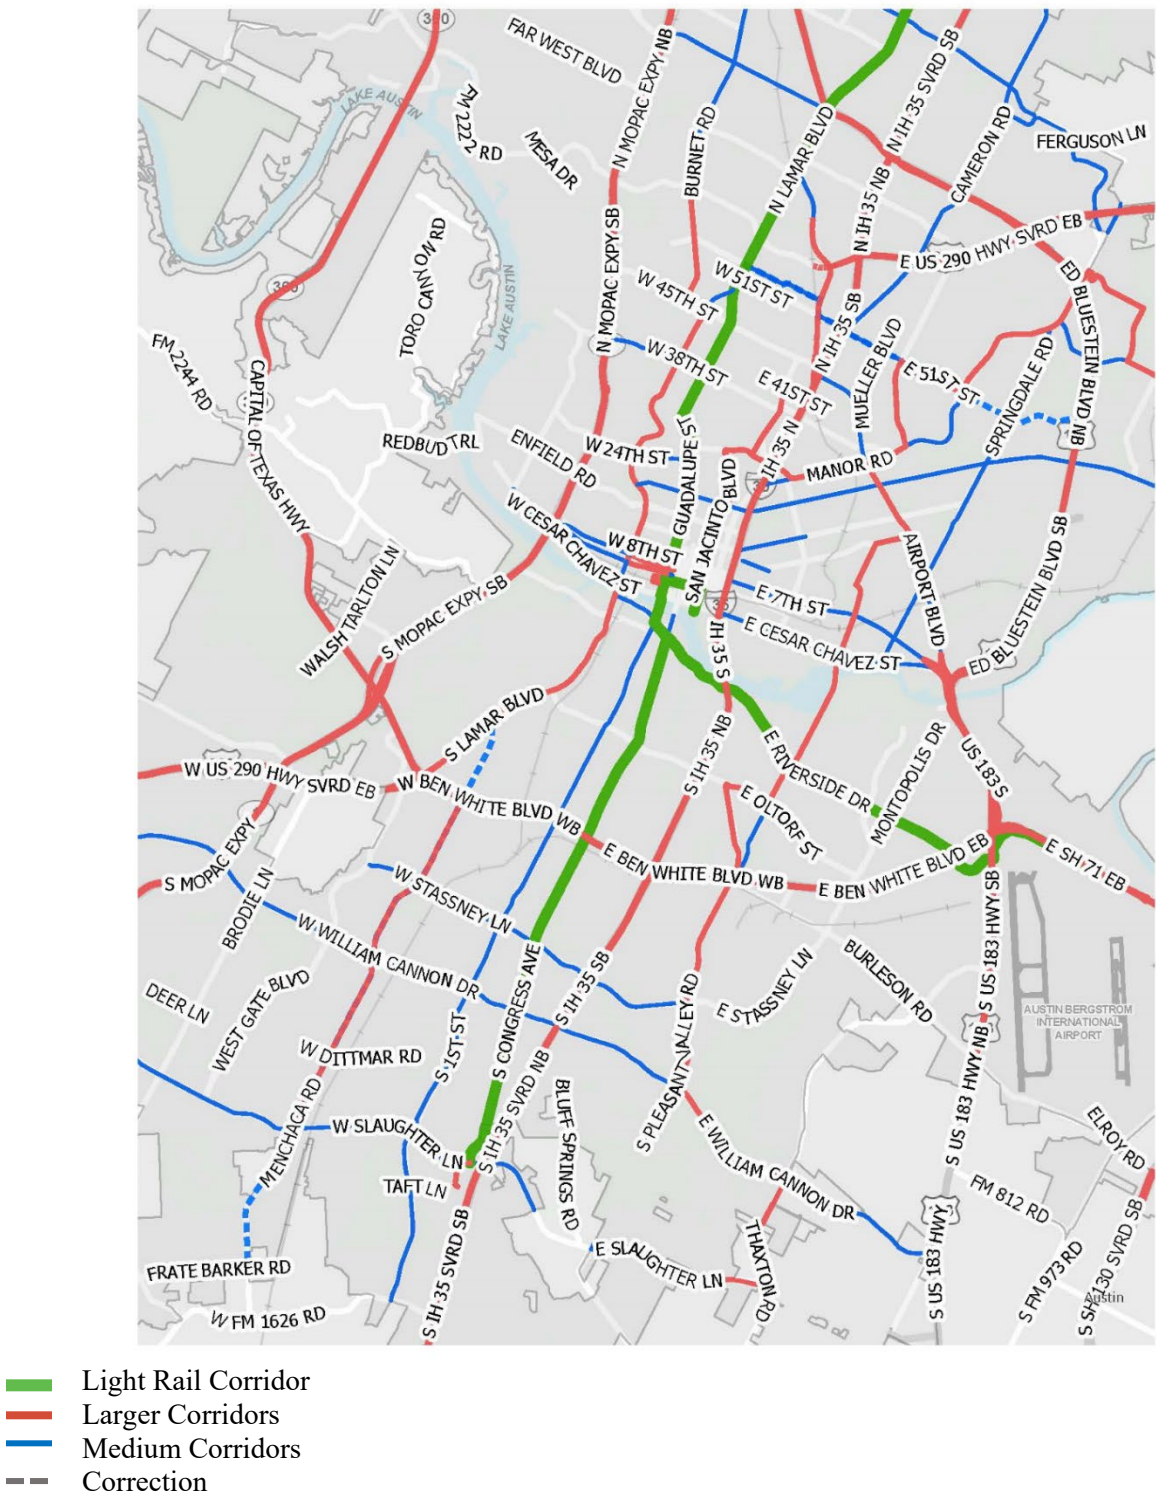 360
FAR WEST BLVD
N MOPAC EXPY NB
N IH 35 SVRD SB
LAKE AUSTIN
FM 2222 RD
MESA DR
BURNET RD
N LAMAR BLVD
CAMERON RD
FERGUSON LN
N IH 35 NB
TORO CANYON RD
N MOPAC EXPY SB
LAKE AUSTIN
E US 290 HWY SVRD EB
W 51ST ST
W 45TH ST
ED BLUESTEIN BLVD NB
360
N IH 35 SB
FM 2244 RD
CAPITAL OF TEXAS HWY
W 38TH ST
E 41ST ST
MUELLER BLVD
E 51ST ST
SPRINGDALE RD
REDBUD TRL
ENFIELD RD
W 24TH ST
GUADALUPE ST
IH 35 N
MANOR RD
SAN JACINTO BLVD
35
W CESAR CHAVEZ ST
W 8TH ST
AIRPORT BLVD
ED BLUESTEIN BLVD SB
WALSH TARLTON LN
S MOPAC EXPY SB
E 7TH ST
35
E CESAR CHAVEZ ST
IH 35 S
S LAMAR BLVD
S IH 35 NB
E RIVERSIDE DR
MONTOPOLIS DR
US 183 S
W US 290 HWY SVRD EB
W BEN WHITE BLVD WB
E OLTORF ST
S MOPAC EXPY
E BEN WHITE BLVD WB
E BEN WHITE BLVD EB
E SH 71 EB
BRODIE LN
W STASSNEY LN
W WILLIAM CANNON DR
S US 183 HWY SB
DEER LN
WEST GATE BLVD
S CONGRESS AVE
S IH 35 SB
S PLEASANT VALLEY RD
E STASSNEY LN
BURLESON RD
AUSTIN BERGSTROM
INTERNATIONAL
AIRPORT
W DITTMAR RD
S 1ST ST
S IH 35 SVRD NB
BLUFF SPRINGS RD
S US 183 HWY NB
MENCHACA RD
W SLAUGHTER LN
E WILLIAM CANNON DR
ELROY RD
TAFT LN
FM 812 RD
FRATE BARKER RD
S IH 35 SVRD SB
E SLAUGHTER LN
THAXTON RD
S US 183 HWY
S FM 973 RD
S SH 130 SVRD SB
Austin
W FM 1626 RD
Light Rail Corridor
Larger Corridors
Medium Corridors
Correction